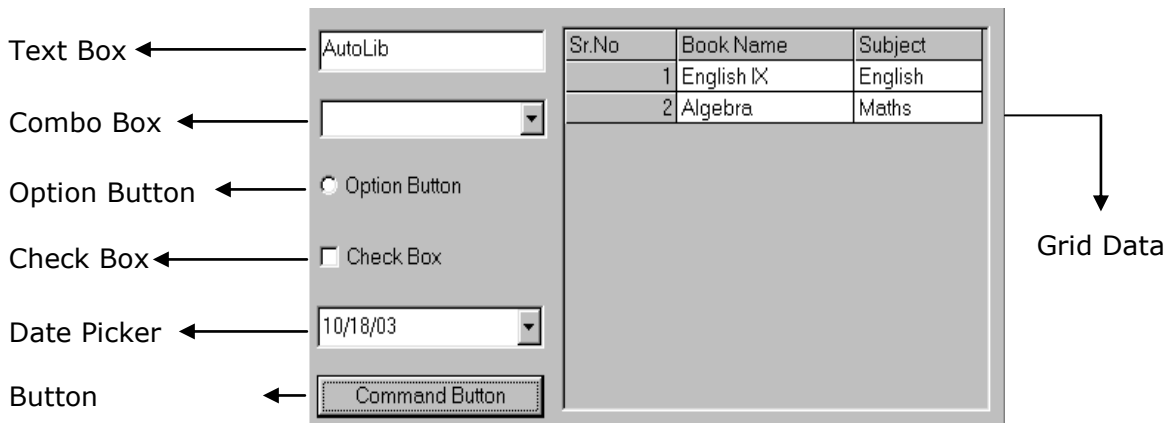 Text Box
AutoLib
Sr.No Book Name Subject
1 English IX English
2 Algebra Maths
Combo Box
Option Button
Option Button
Check Box
Check Box
Grid Data
Date Picker
10/18/03
Button
Command Button